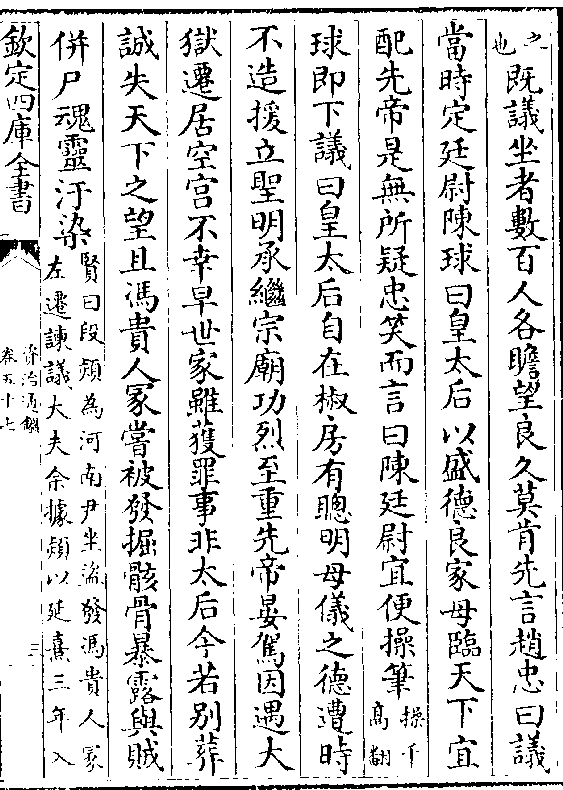 之也既議坐者數百人各瞻望良久莫肯先言趙忠曰議
當時定廷尉陳球曰皇太后以盛德良家母臨天下宜
配先帝是無所疑忠笑而言曰陳廷尉宜便操筆操千高翻
球即下議曰皇太后自在椒房有聰明母儀之德遭時
不造援立聖明承繼宗廟功烈至重先帝晏駕因遇大
獄遷居空宫不幸早世家雖獲罪事非太后今若别葬
誠失天下之望且馮貴人冢嘗被發掘骸骨暴露與賊
併尸魂靈汙染賢曰段熲為河南尹坐盜發馮貴人冢左遷諫議大夫余據熲以延熹三年入
欽定四庫全書
資治通鑑
卷五十七
三